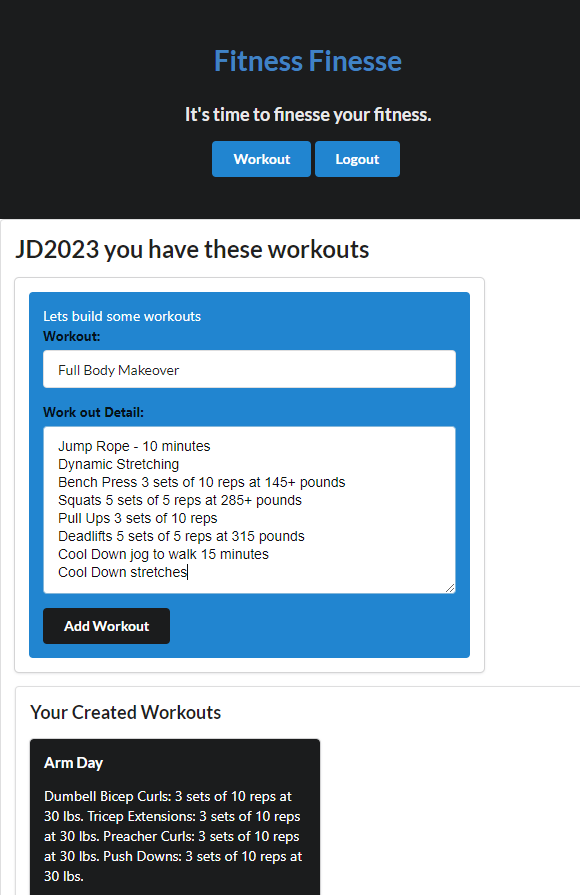 Fitness Finesse
It's time to finesse your fitness.
Workout
Logout
JD2023 you have these workouts
Lets build some workouts
Workout:
Full Body Makeover
Work out Detail:
Jump Rope - 10 minutes
Dynamic Stretching
Bench Press 3 sets of 10 reps at 145+ pounds
Squats 5 sets of 5 reps at 285+ pounds
Pull Ups 3 sets of 10 reps
Deadlifts 5 sets of 5 reps at 315 pounds
Cool Down jog to walk 15 minutes
Cool Down stretches
Add Workout
Your Created Workouts
Arm Day
Dumbell Bicep Curls: 3 sets of 10 reps at
30 lbs. Tricep Extensions: 3 sets of 10 reps
at 30 lbs. Preacher Curls: 3 sets of 10 reps
at 30 lbs. Push Downs: 3 sets of 10 reps at
30 lbs.